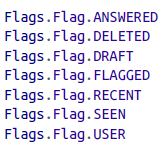 Flags.Flag.ANSWERED
Flags.Flag.DELETED
Flags.Flag.DRAFT
Flags.Flag.FLAGGED
Flags.Flag.RECENT
Flags.Flag.SEEN
Flags.Flag.USER